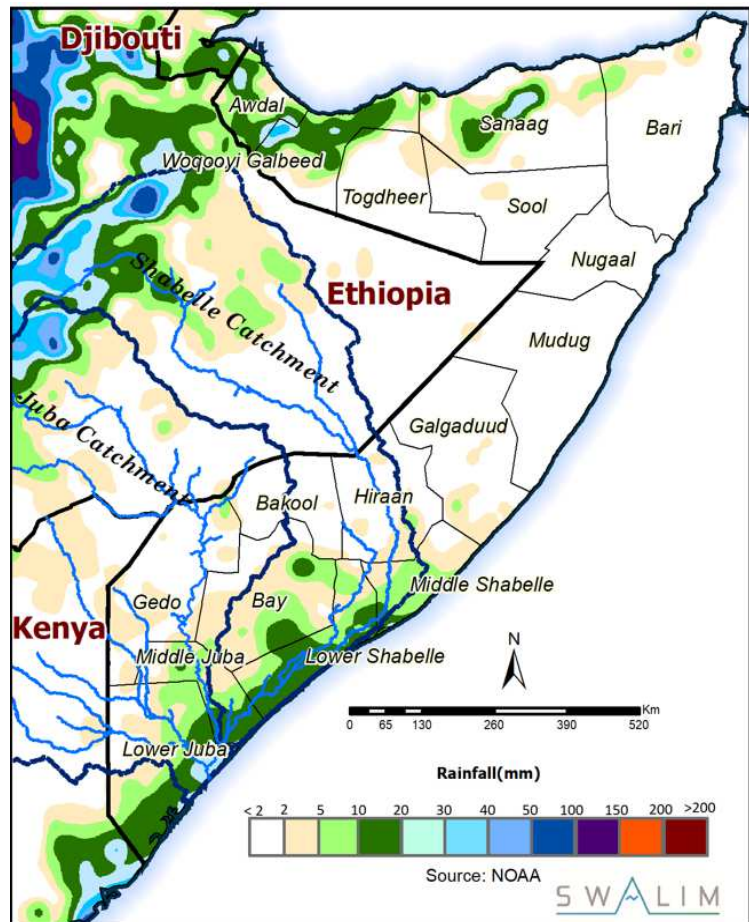 Djibouti
Awdal
Sanaag
Bari
Woqooyi Galbeed
Togdheer
Sool
Nugaal
Shabelle Catchment
Ethiopia
Mudug
Juba Catchment
Galgaduud
Bakool
Hiraan
Middle Shabelle
Gedo
Bay
Kenya
Middle Juba
Lower Shabelle
N
Km
0 65 130 260 390 520
Lower Juba
Rainfall(mm)
< 2 2 5 10 20 30 40 50 100 150 200 >200
Source: NOAA
SWALIM